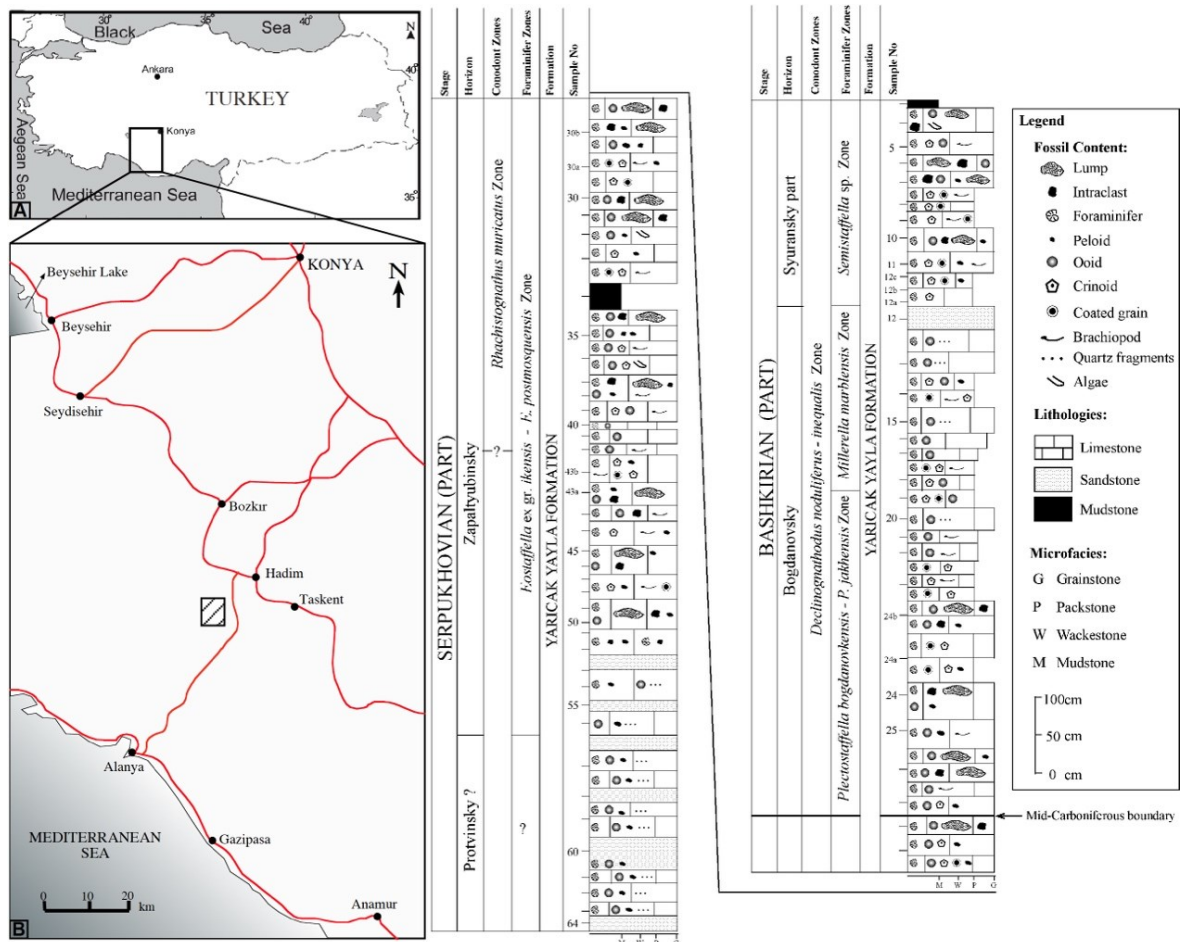 30°
35°
40°
N
Black
Sea
Ankara
40°
TURKEY
Konya
Aegean Sea
Mediterranean Sea
35°
A
KONYA
N
Beysehir Lake
Beysehir
Seydisehir
Bozkır
Hadim
Taskent
Alanya
MEDITERRANEAN
SEA
Gazipasa
0 10 20
km
Anamur
B
Stage
Horizon
Conodont Zones
Foraminifer Zones
Formation
Sample No
SERPUKHOVIAN (PART)
Zapaltyubinsky
Protvinsky ?
Rhachistognathus muricatus Zone
?
Eostaffella ex gr. ikensis - E. postmosquensis Zone
?
YARICAK YAYLA FORMATION
30b
30a
30
35
40
43b
43a
45
50
55
60
64
M W P G
Stage
Horizon
Conodont Zones
Foraminifer Zones
Formation
Sample No
BASHKIRIAN (PART)
Syuransky part
Bogdanovsky
Declinognathodus noduliferus - inequalis Zone
Semistaffella sp. Zone
Millerella marblensis Zone
Plectostaffella bogdanovkensis - P. jakhensis Zone
YARICAK YAYLA FORMATION
5
10
11
12c
12b
12a
12
15
20
24b
24a
24
25
M W P G
Mid-Carboniferous boundary
Legend
Fossil Content:
Lump
Intraclast
Foraminifer
Peloid
Ooid
Crinoid
Coated grain
Brachiopod
Quartz fragments
Algae
Lithologies:
Limestone
Sandstone
Mudstone
Microfacies:
G Grainstone
P Packstone
W Wackestone
M Mudstone
100cm
50 cm
0 cm